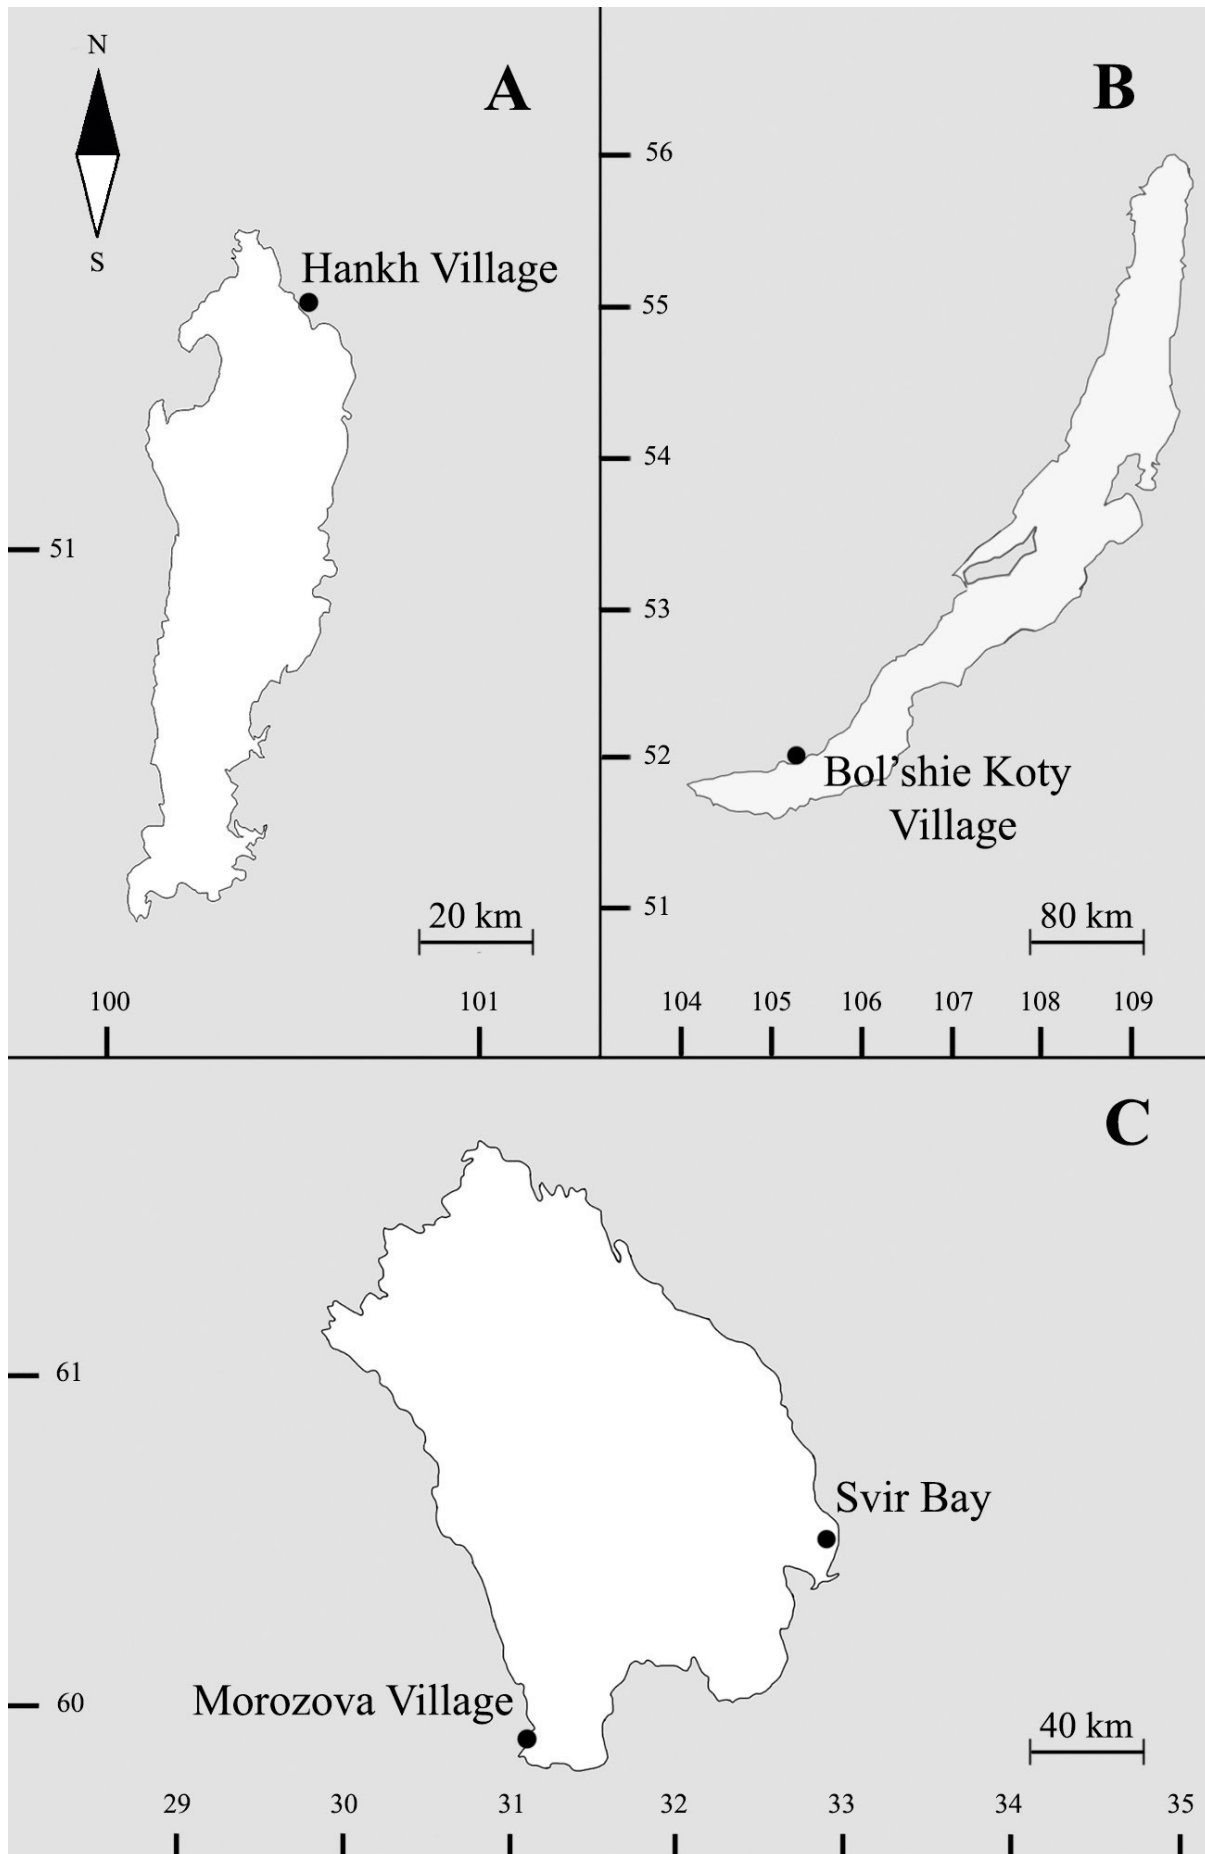 N
S
A
Hankh Village
51
20 km
100
101
B
56
55
54
53
52
51
Bol'shie Koty
Village
80 km
104
105
106
107
108
109
C
61
60
Svir Bay
Morozova Village
40 km
29
30
31
32
33
34
35